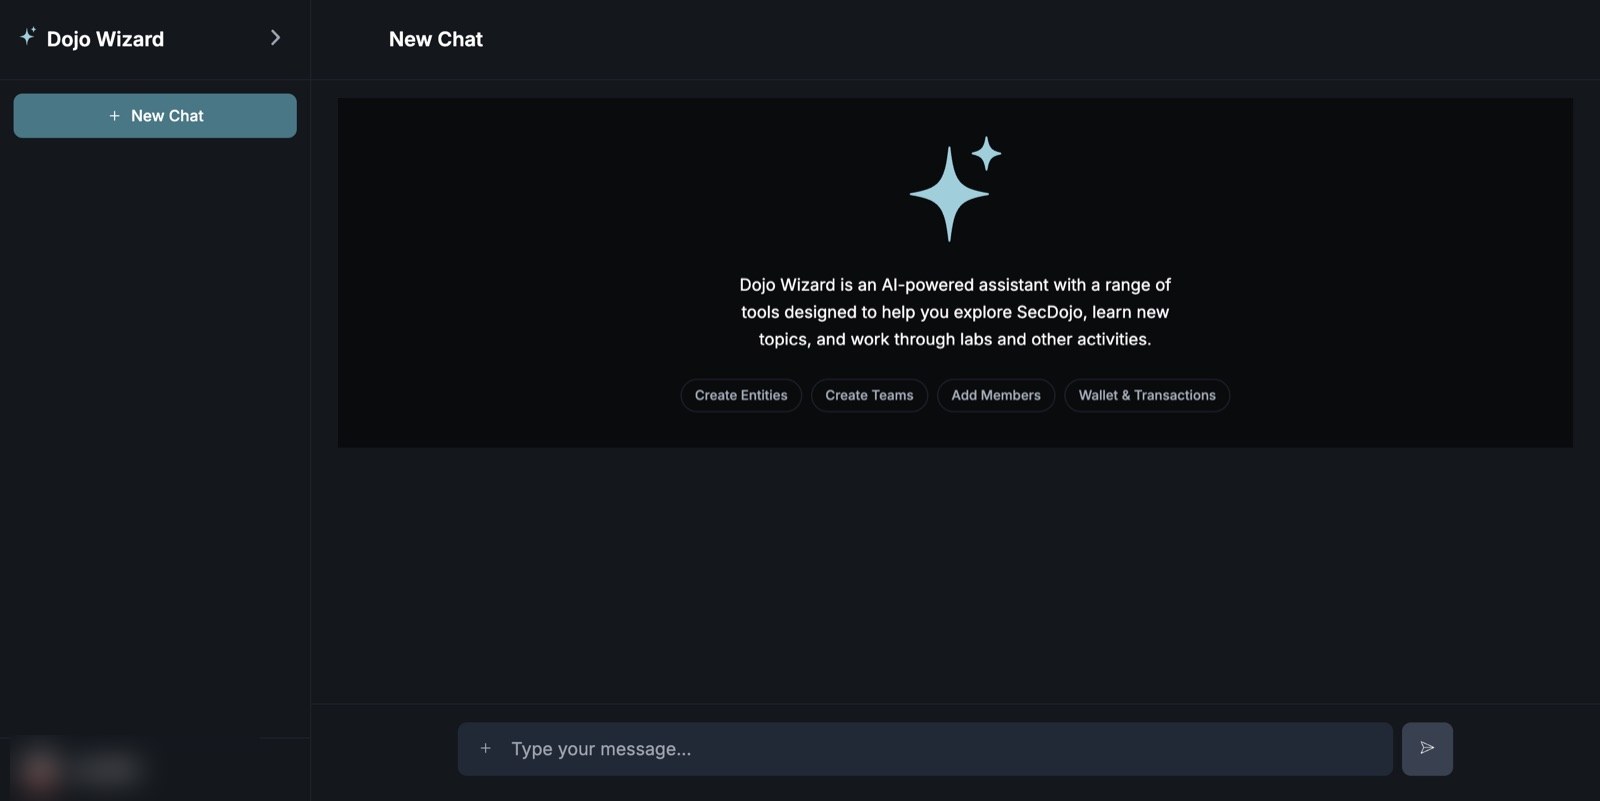 Dojo Wizard
New Chat
New Chat
Dojo Wizard is an AI-powered assistant with a range of
tools designed to help you explore SecDojo, learn new
topics, and work through labs and other activities.
Create Entities
Create Teams
Add Members
Wallet & Transactions
Type your message...